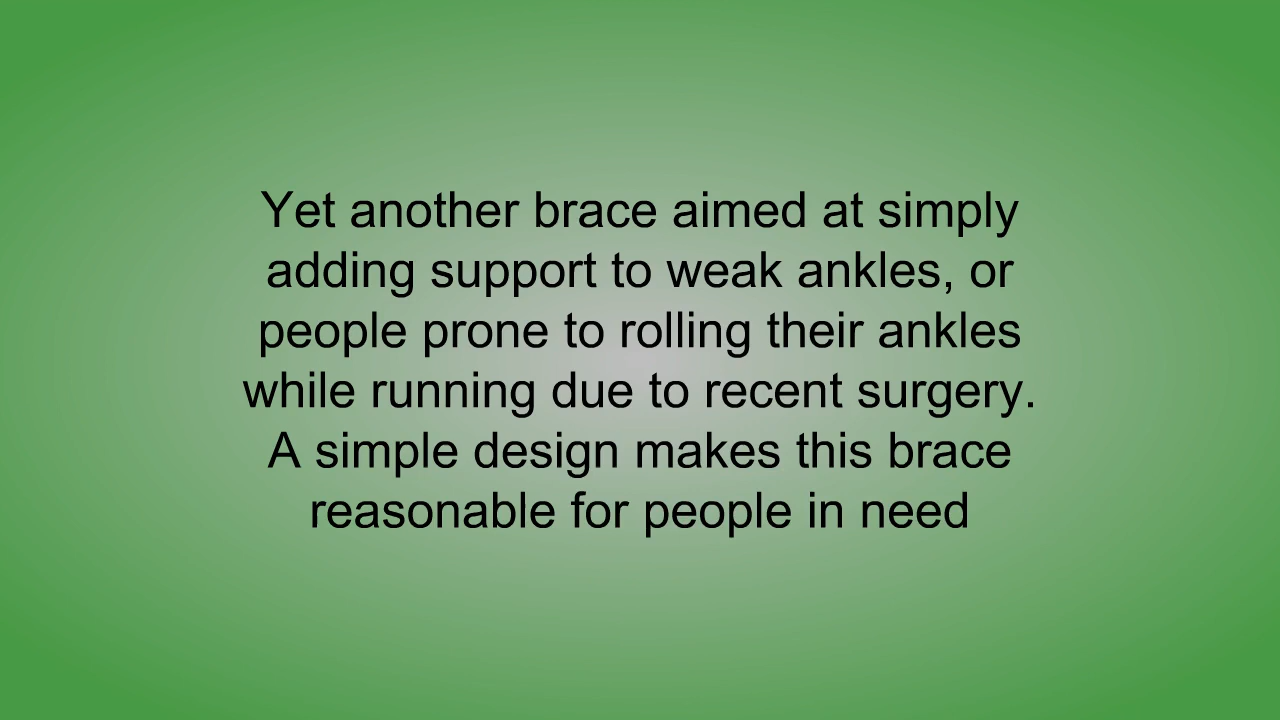 Yet another brace aimed at simply
adding support to weak ankles, or
people prone to rolling their ankles
while running due to recent surgery.
A simple design makes this brace
reasonable for people in need